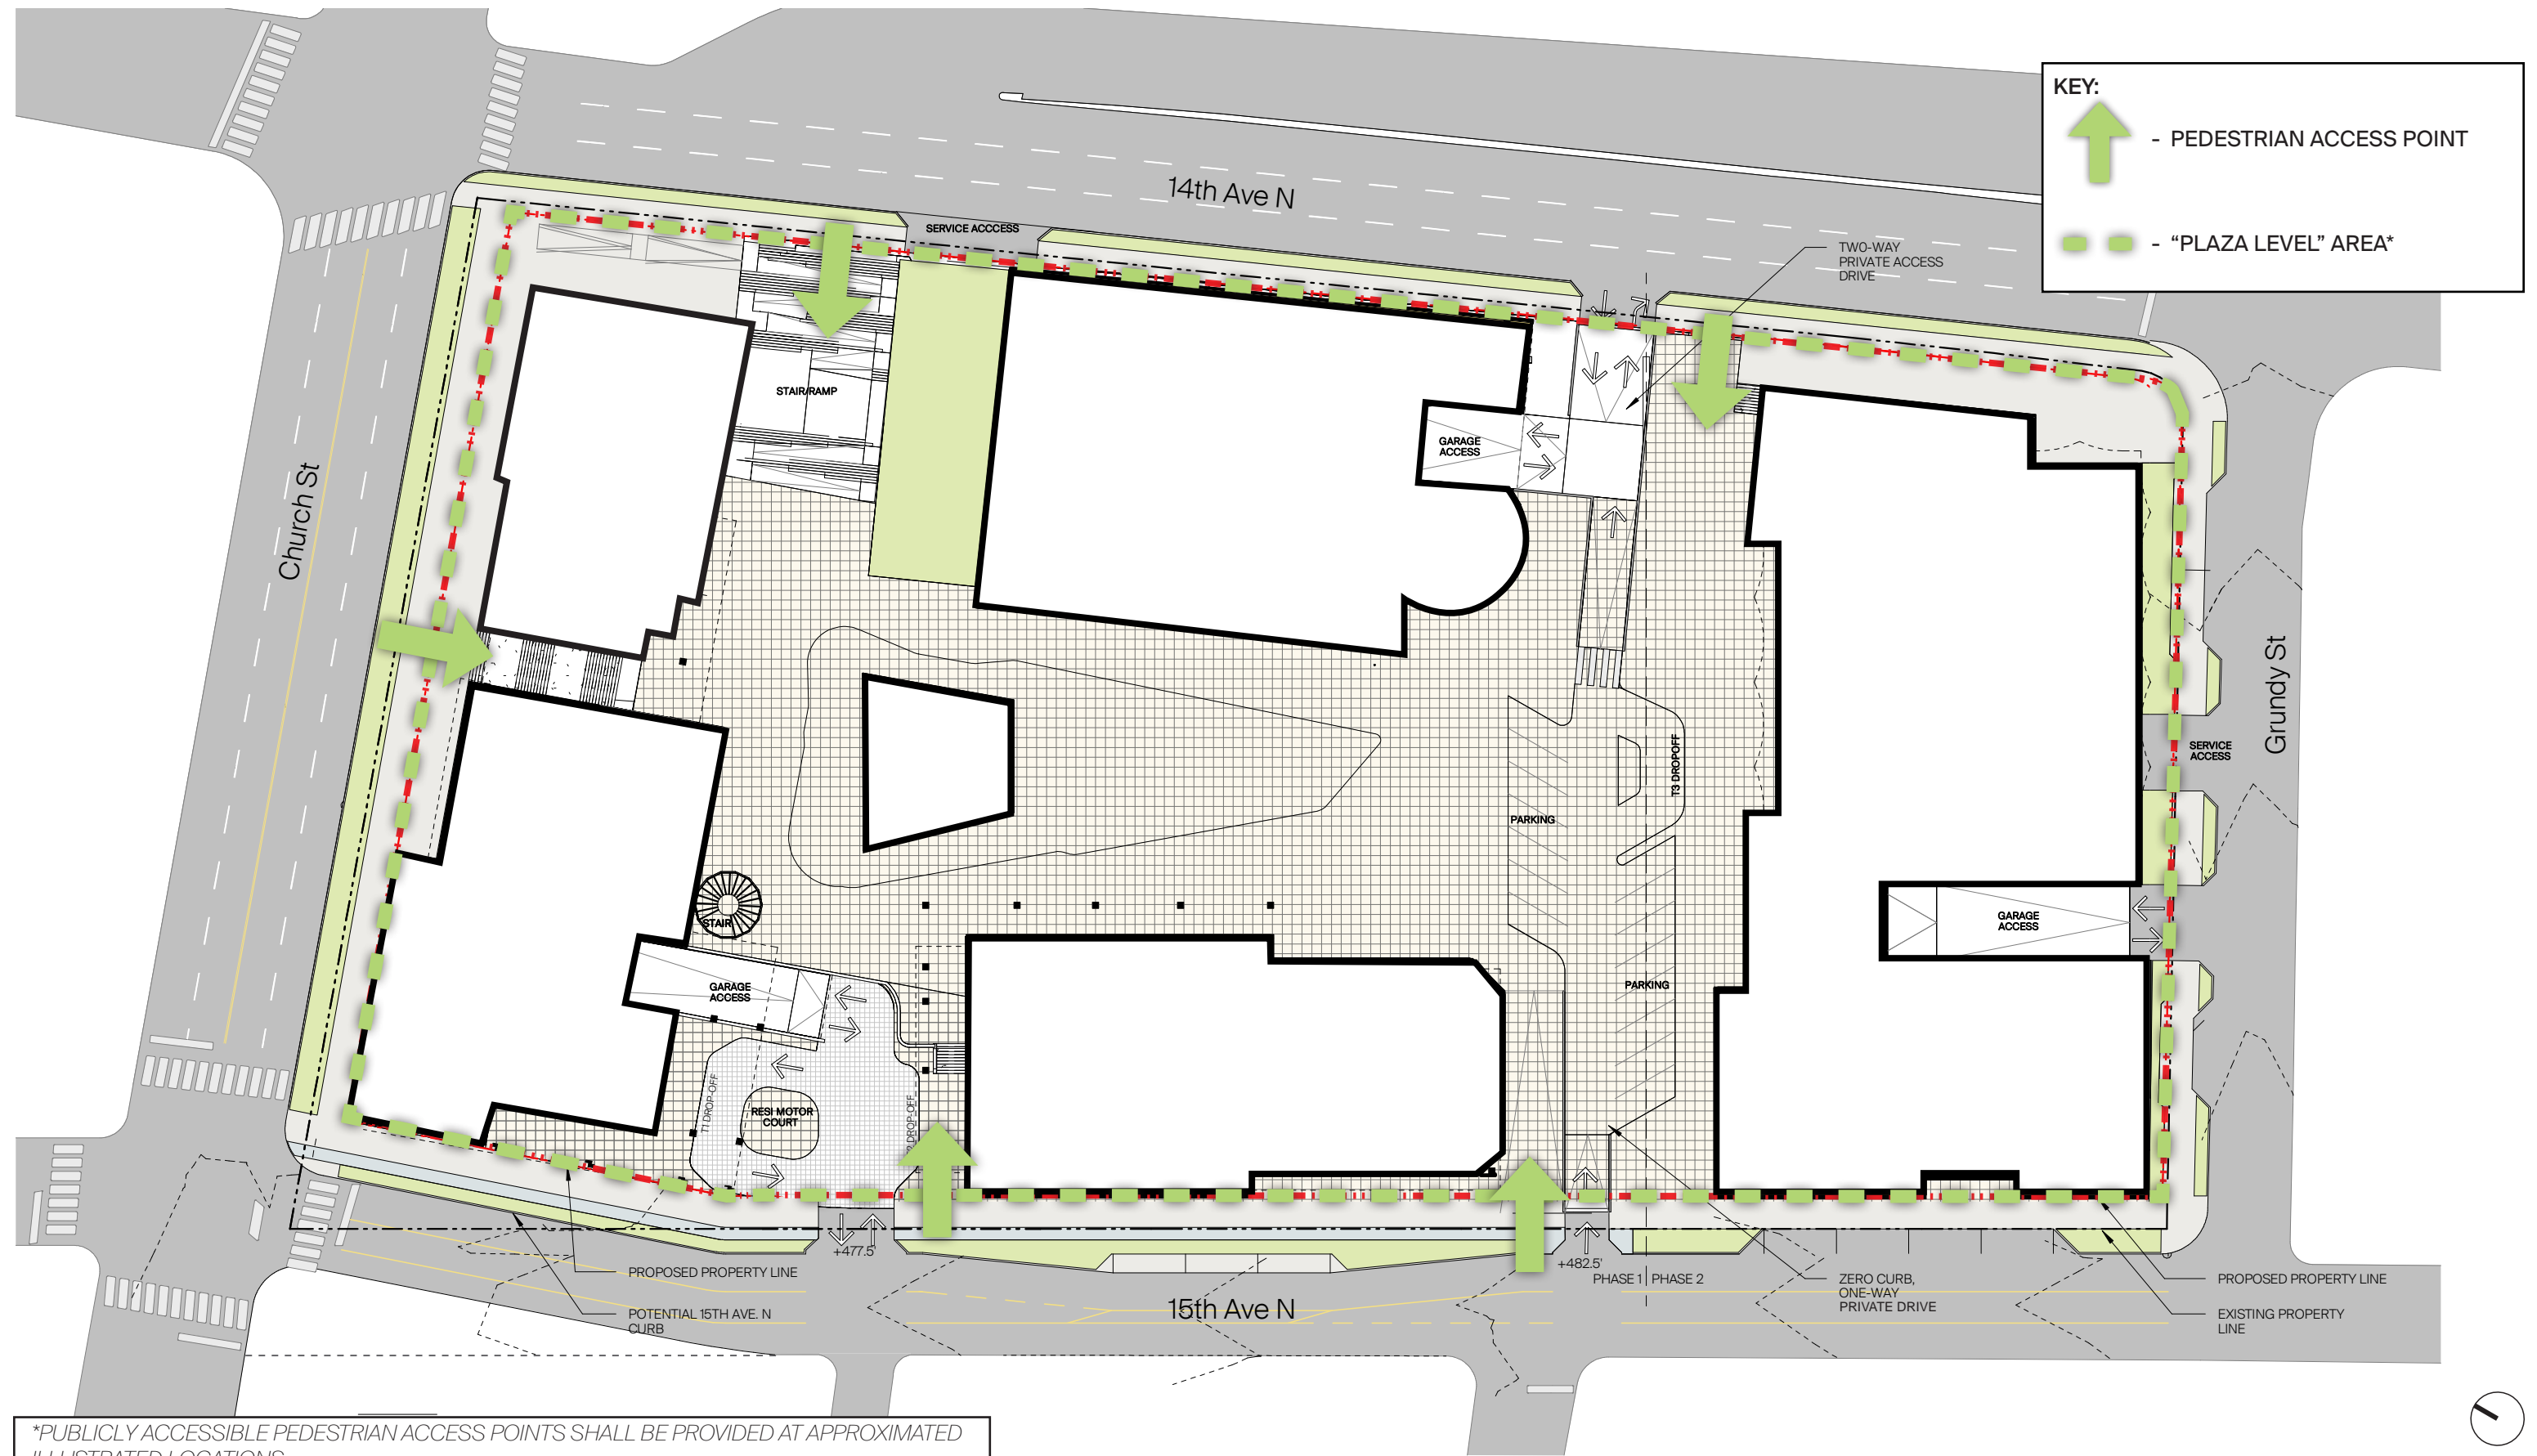 KEY:
- PEDESTRIAN ACCESS POINT
- “PLAZA LEVEL” AREA*
14th Ave N
SERVICE ACCCESS
TWO-WAY
PRIVATE ACCESS
DRIVE
STAIR/RAMP
GARAGE
ACCESS
Church St
Grundy St
SERVICE
ACCESS
T3 DROPOFF
PARKING
STAIR
GARAGE
ACCESS
GARAGE
ACCESS
PARKING
T1 DROP-OFF
RESI MOTOR
COURT
DROP-OFF
+477.5'
+482.5'
PROPOSED PROPERTY LINE
PHASE 1 PHASE 2
ZERO CURB,
ONE-WAY
PRIVATE DRIVE
PROPOSED PROPERTY LINE
POTENTIAL 15TH AVE. N
CURB
15th Ave N
EXISTING PROPERTY
LINE
*PUBLICLY ACCESSIBLE PEDESTRIAN ACCESS POINTS SHALL BE PROVIDED AT APPROXIMATED
ILLUSTRATED LOCATIONS